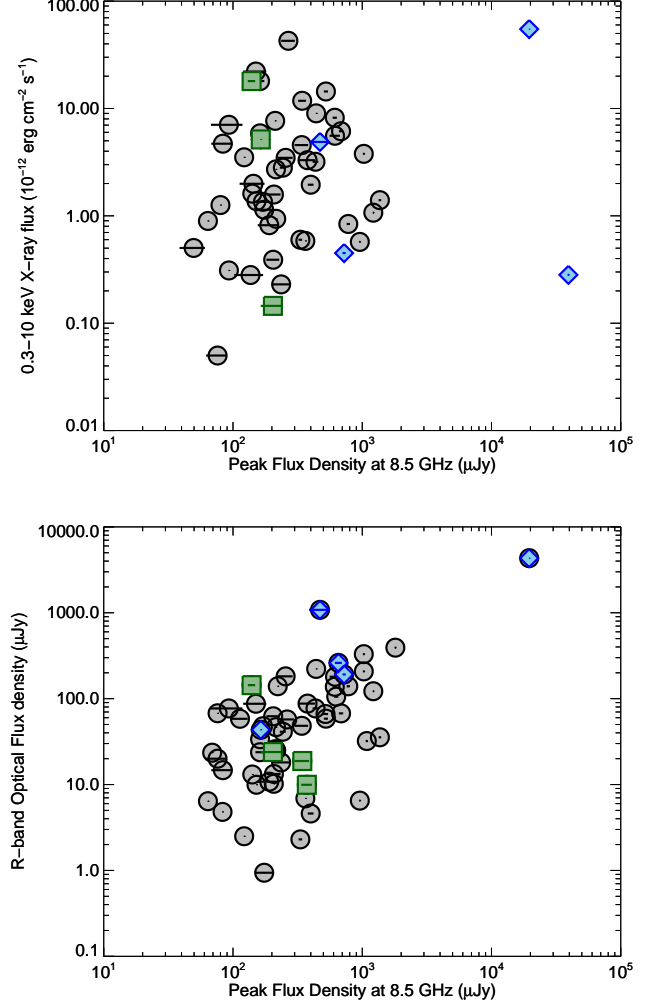 100.00
10.00
1.00
0.10
0.01
0.3−10 keV X−ray flux (10⁻¹² erg cm⁻² s⁻¹)
10¹ 10² 10³ 10⁴ 10⁵
Peak Flux Density at 8.5 GHz (μJy)
10000.0
1000.0
100.0
10.0
1.0
0.1
R−band Optical Flux density (μJy)
10¹ 10² 10³ 10⁴ 10⁵
Peak Flux Density at 8.5 GHz (μJy)